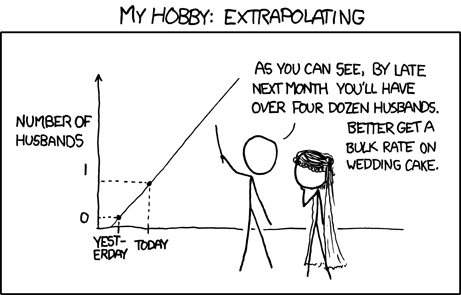 MY HOBBY: EXTRAPOLATING
AS YOU CAN SEE, BY LATE
NEXT MONTH YOU'LL HAVE
OVER FOUR DOZEN HUSBANDS.
BETTER GET A
BULK RATE ON
WEDDING CAKE.
NUMBER OF
HUSBANDS
1
0
YEST-
ERDAY
TODAY